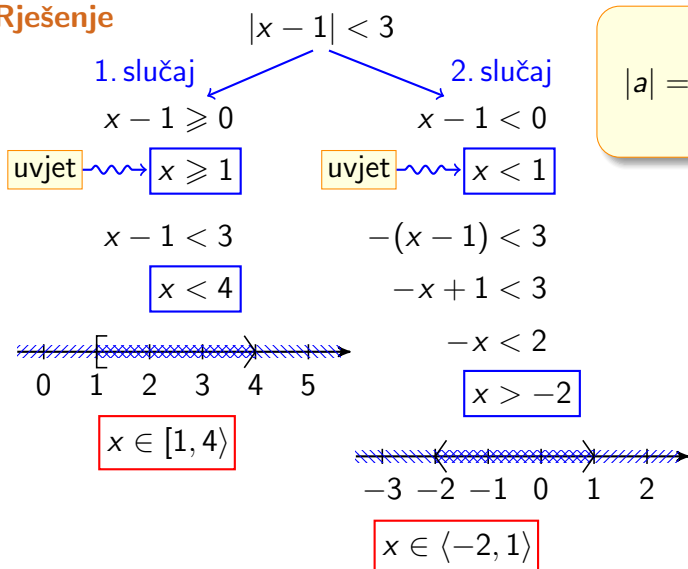 Rješenje
|x − 1| < 3
1. slučaj
x − 1 ⩾ 0
uvjet x ⩾ 1
x − 1 < 3
x < 4
0 1 2 3 4 5
x ∈ [1, 4⟩
2. slučaj
x − 1 < 0
uvjet x < 1
−(x − 1) < 3
−x + 1 < 3
−x < 2
x > −2
−3 −2 −1 0 1 2
x ∈ ⟨−2, 1⟩
|a| =